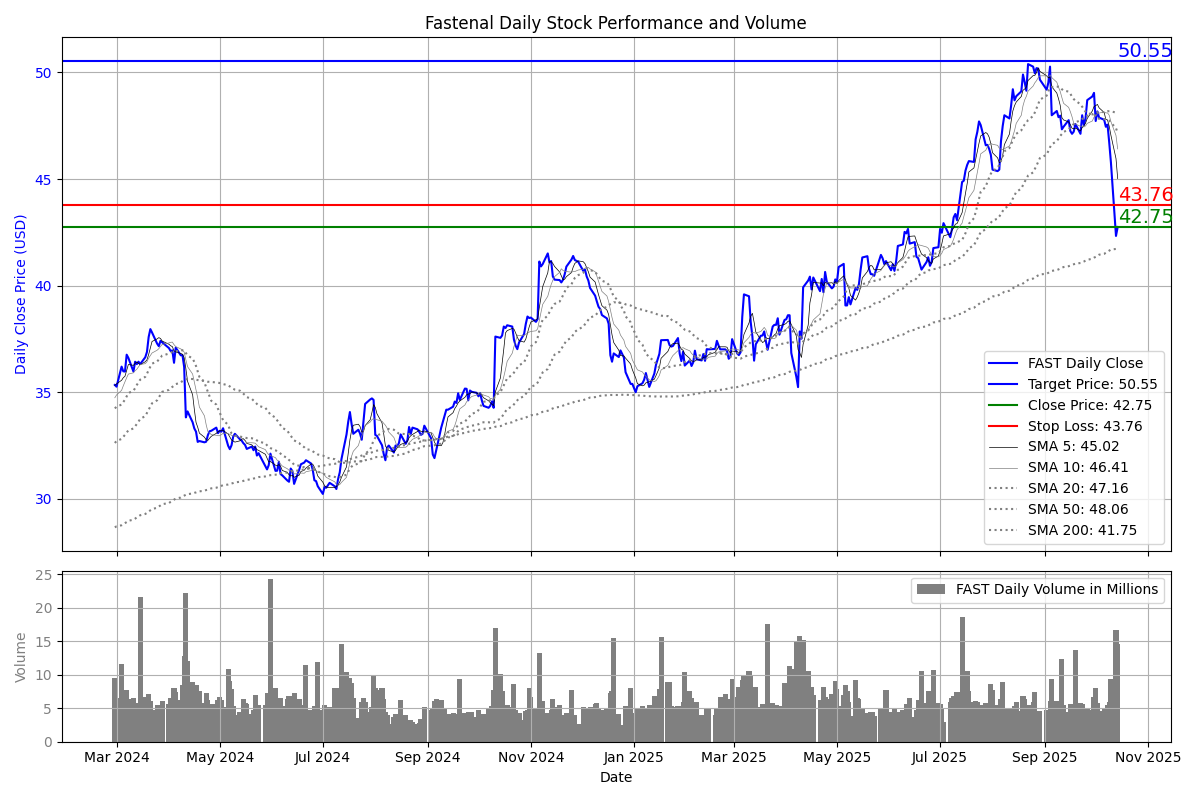 Fastenal Daily Stock Performance and Volume
Daily Close Price (USD)
50
45
40
35
30
50.55
43.76
42.75
FAST Daily Close
Target Price: 50.55
Close Price: 42.75
Stop Loss: 43.76
SMA 5: 45.02
SMA 10: 46.41
SMA 20: 47.16
SMA 50: 48.06
SMA 200: 41.75
Volume
25
20
15
10
5
0
FAST Daily Volume in Millions
Mar 2024 May 2024 Jul 2024 Sep 2024 Nov 2024 Jan 2025 Mar 2025 May 2025 Jul 2025 Sep 2025 Nov 2025
Date